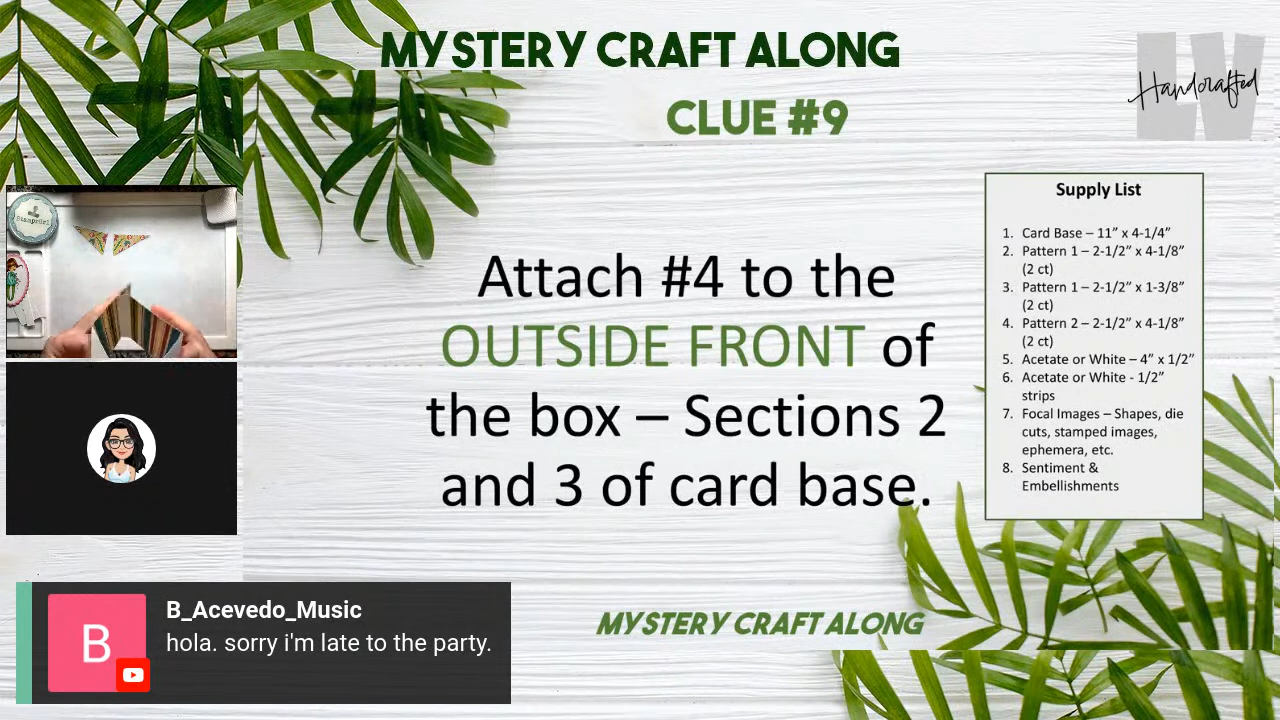 MYSTERY CRAFT ALONG
CLUE #9
Handcrafted
Supply List
1. Card Base – 11” x 4-1/4”
2. Pattern 1 – 2-1/2” x 4-1/8”
(2 ct)
3. Pattern 1 – 2-1/2” x 1-3/8”
(2 ct)
4. Pattern 2 – 2-1/2” x 4-1/8”
(2 ct)
5. Acetate or White – 4” x 1/2”
6. Acetate or White - 1/2”
strips
7. Focal Images – Shapes, die
cuts, stamped images,
ephemera, etc.
8. Sentiment &
Embellishments
Attach #4 to the
OUTSIDE FRONT of
the box – Sections 2
and 3 of card base.
MYSTERY CRAFT ALONG
B
B_Acevedo_Music
hola. sorry i'm late to the party.